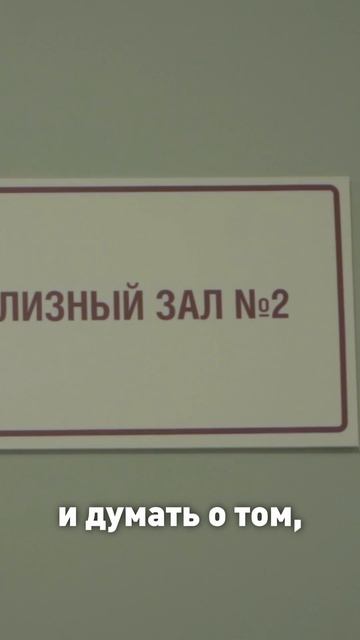 ЛИЗНЫЙ ЗАЛ №2
и думать о том,